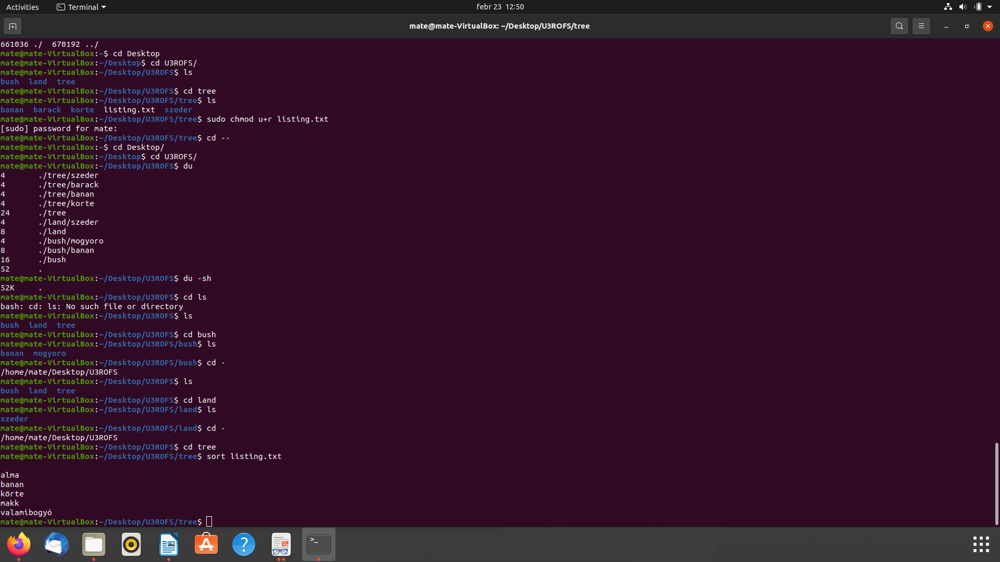 Activities Terminal febr 23 12:50
mate@mate-VirtualBox: ~/Desktop/U3ROFS/tree
661036 ./  670192 ../
mate@mate-VirtualBox:~$ cd Desktop
mate@mate-VirtualBox:~/Desktop$ cd U3ROFS/
mate@mate-VirtualBox:~/Desktop/U3ROFS$ ls
bush  land  tree
mate@mate-VirtualBox:~/Desktop/U3ROFS$ cd tree
mate@mate-VirtualBox:~/Desktop/U3ROFS/tree$ ls
banan  barack  korte  listing.txt  szeder
mate@mate-VirtualBox:~/Desktop/U3ROFS/tree$ sudo chmod u+r listing.txt
[sudo] password for mate:
mate@mate-VirtualBox:~/Desktop/U3ROFS/tree$ cd --
mate@mate-VirtualBox:~$ cd Desktop/
mate@mate-VirtualBox:~/Desktop$ cd U3ROFS/
mate@mate-VirtualBox:~/Desktop/U3ROFS$ du
4       ./tree/szeder
4       ./tree/barack
4       ./tree/banan
4       ./tree/korte
24      ./tree
4       ./land/szeder
8       ./land
4       ./bush/mogyoro
8       ./bush/banan
16      ./bush
52      .
mate@mate-VirtualBox:~/Desktop/U3ROFS$ du -sh
52K     .
mate@mate-VirtualBox:~/Desktop/U3ROFS$ cd ls
bash: cd: ls: No such file or directory
mate@mate-VirtualBox:~/Desktop/U3ROFS$ ls
bush  land  tree
mate@mate-VirtualBox:~/Desktop/U3ROFS$ cd bush
mate@mate-VirtualBox:~/Desktop/U3ROFS/bush$ ls
banan  mogyoro
mate@mate-VirtualBox:~/Desktop/U3ROFS/bush$ cd -
/home/mate/Desktop/U3ROFS
mate@mate-VirtualBox:~/Desktop/U3ROFS$ ls
bush  land  tree
mate@mate-VirtualBox:~/Desktop/U3ROFS$ cd land
mate@mate-VirtualBox:~/Desktop/U3ROFS/land$ ls
szeder
mate@mate-VirtualBox:~/Desktop/U3ROFS/land$ cd -
/home/mate/Desktop/U3ROFS
mate@mate-VirtualBox:~/Desktop/U3ROFS$ cd tree
mate@mate-VirtualBox:~/Desktop/U3ROFS/tree$ sort listing.txt

alma
banan
körte
makk
valamibogyó
mate@mate-VirtualBox:~/Desktop/U3ROFS/tree$